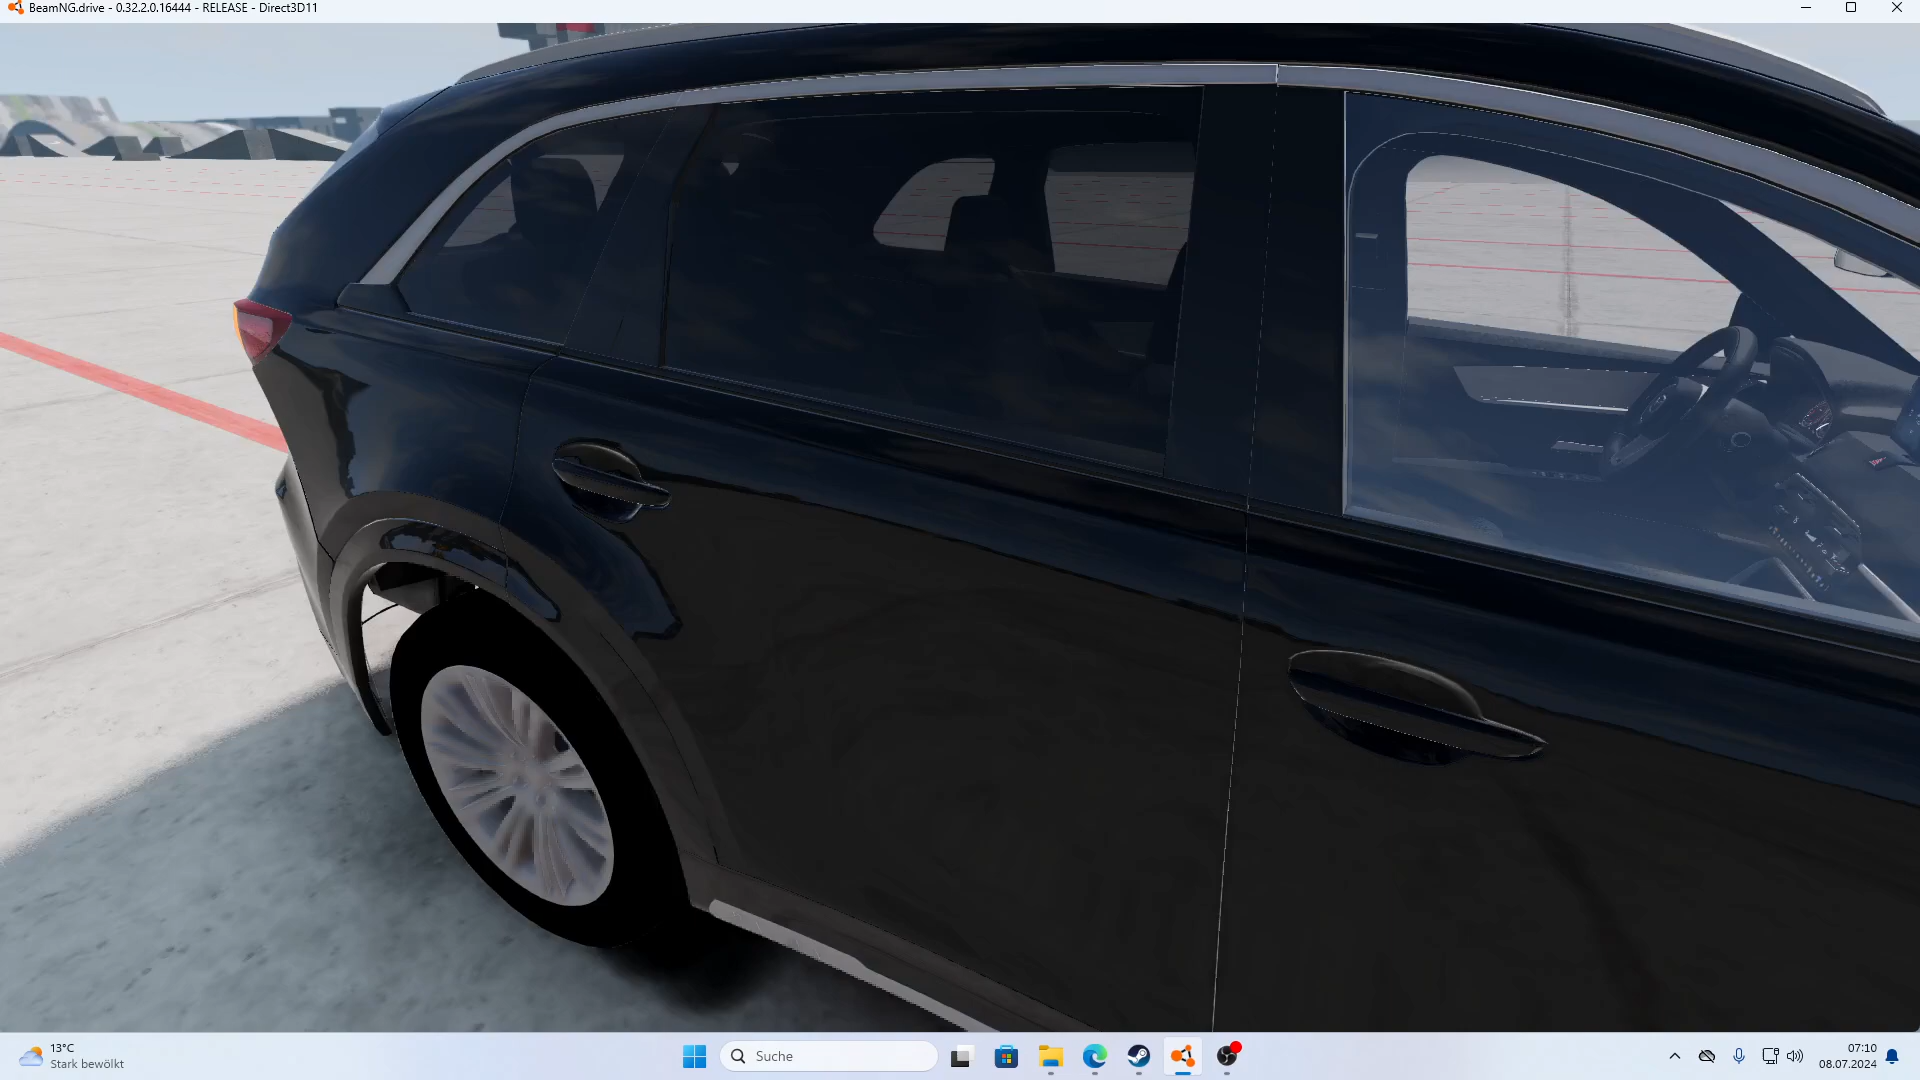 BeamNG.drive - 0.32.2.0.16444 - RELEASE - Direct3D11
13°C
Stark bewölkt
Suche
07:10
08.07.2024